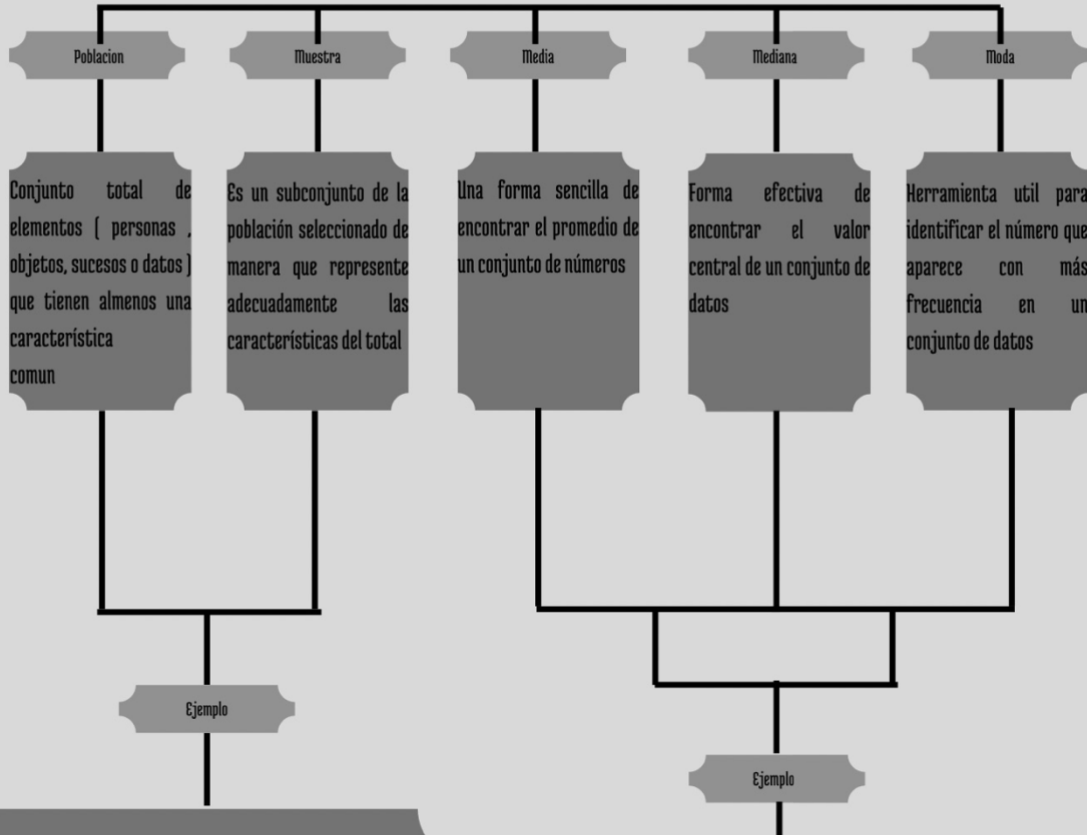 Poblacion
Muestra
Media
Mediana
Moda
Conjunto total de
elementos ( personas ,
objetos, sucesos o datos )
que tienen almenos una
característica
comun
Es un subconjunto de la
población seleccionado de
manera que represente
adecuadamente las
características del total
Una forma sencilla de
encontrar el promedio de
un conjunto de números
Forma efectiva de
encontrar el valor
central de un conjunto de
datos
Herramienta util para
identificar el número que
aparece con más
frecuencia en un
conjunto de datos
Ejemplo
Ejemplo